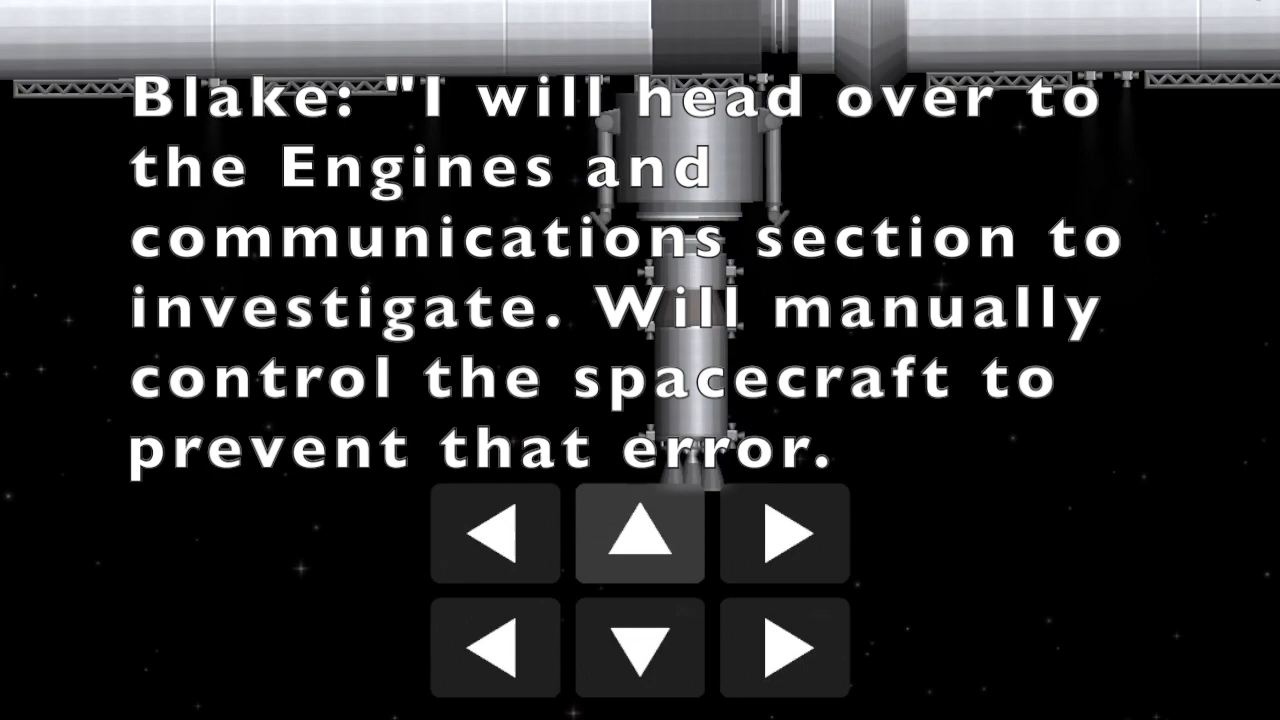 Blake: "I will head over to
the Engines and
communications section to
investigate. Will manually
control the spacecraft to
prevent that error.